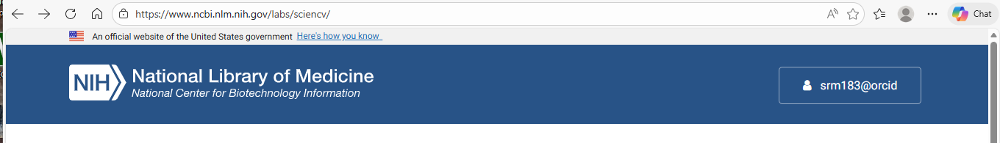 https://www.ncbi.nlm.nih.gov/labs/sciencv/
Chat
An official website of the United States government Here's how you know
NIH National Library of Medicine
National Center for Biotechnology Information
srm183@orcid